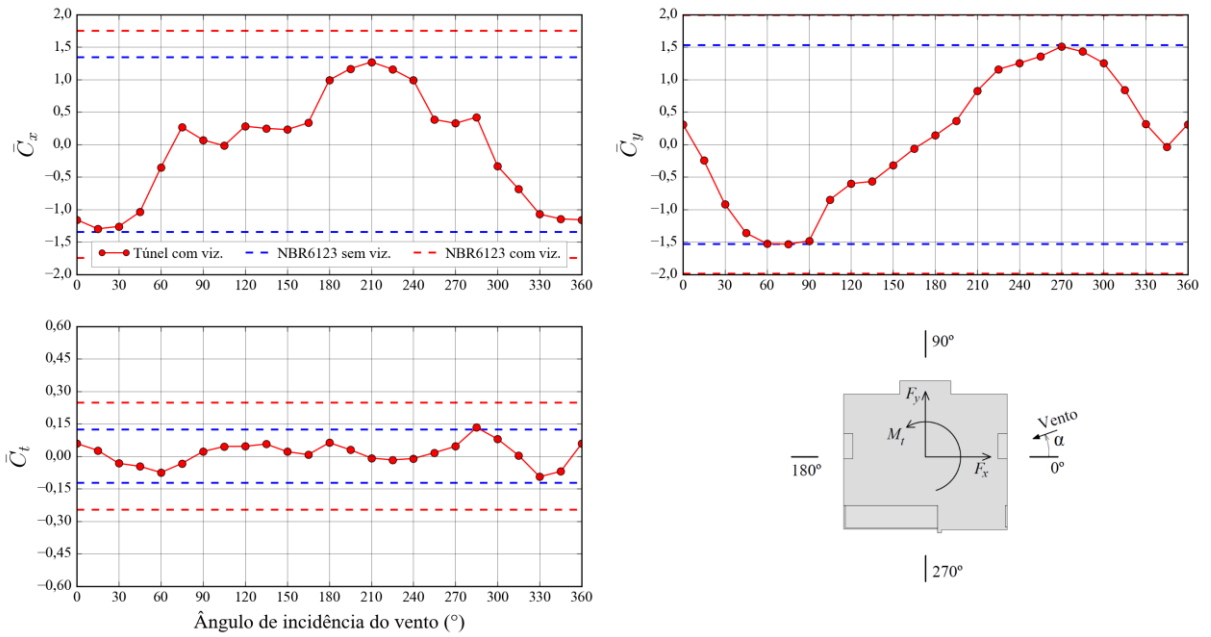 2,0
1,5
1,0
0,5
0,0
−0,5
−1,0
−1,5
−2,0
C̄x
Túnel com viz. NBR6123 sem viz. NBR6123 com viz.
0 30 60 90 120 150 180 210 240 270 300 330 360
2,0
1,5
1,0
0,5
0,0
−0,5
−1,0
−1,5
−2,0
C̄y
0 30 60 90 120 150 180 210 240 270 300 330 360
0,60
0,45
0,30
0,15
0,00
−0,15
−0,30
−0,45
−0,60
C̄t
0 30 60 90 120 150 180 210 240 270 300 330 360
Ângulo de incidência do vento (°)
90º
Fy
Mt
Vento
α
180º
Fx
0º
270º